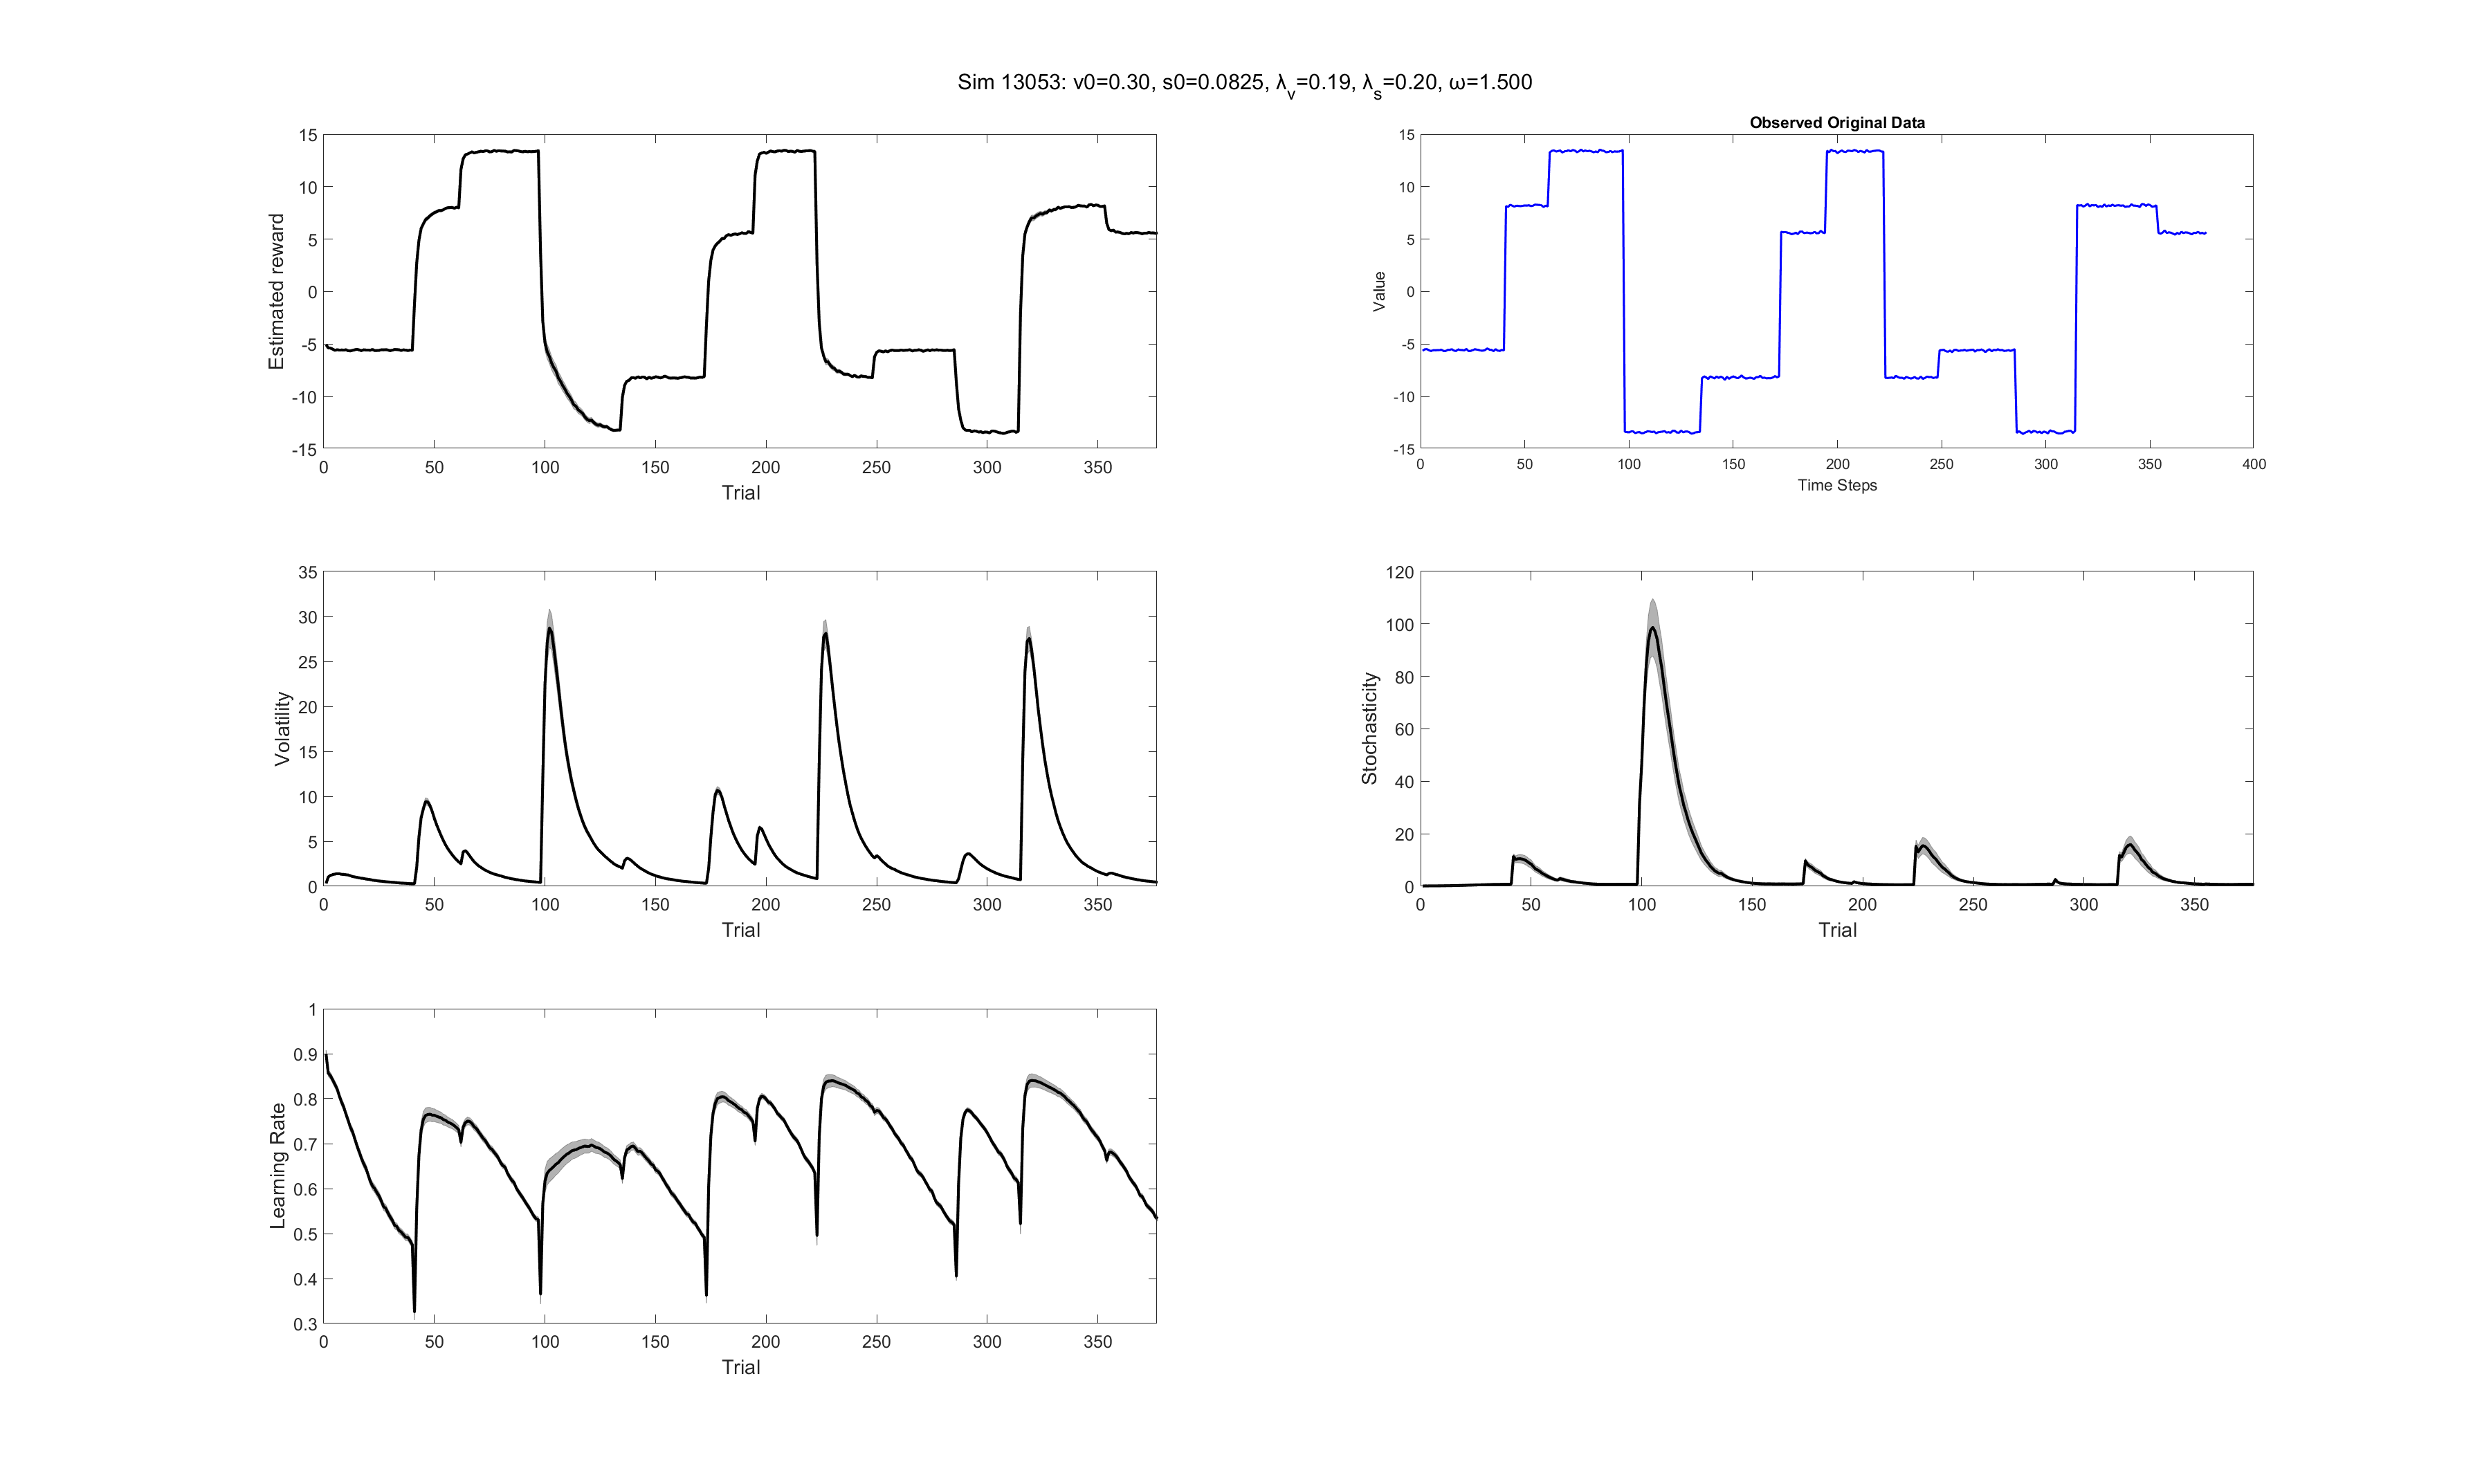 Sim 13053: v0=0.30, s0=0.0825, λv=0.19, λs=0.20, ω=1.500
Estimated reward
15
10
5
0
-5
-10
-15
0 50 100 150 200 250 300 350
Trial
Observed Original Data
Value
15
10
5
0
-5
-10
-15
0 50 100 150 200 250 300 350 400
Time Steps
Volatility
35
30
25
20
15
10
5
0
0 50 100 150 200 250 300 350
Trial
Stochasticity
120
100
80
60
40
20
0
0 50 100 150 200 250 300 350
Trial
Learning Rate
1
0.9
0.8
0.7
0.6
0.5
0.4
0.3
0 50 100 150 200 250 300 350
Trial